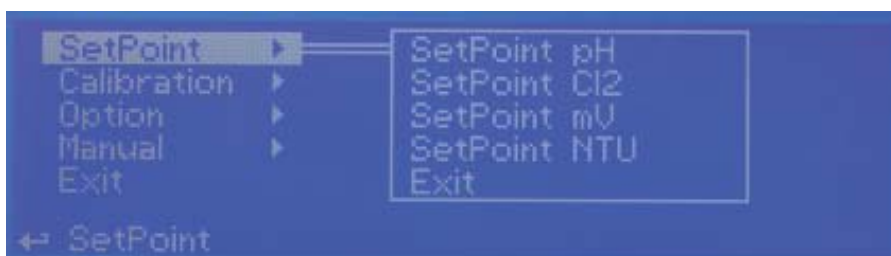 SetPoint
Calibration
Option
Manual
Exit
SetPoint pH
SetPoint Cl2
SetPoint mV
SetPoint NTU
Exit
SetPoint